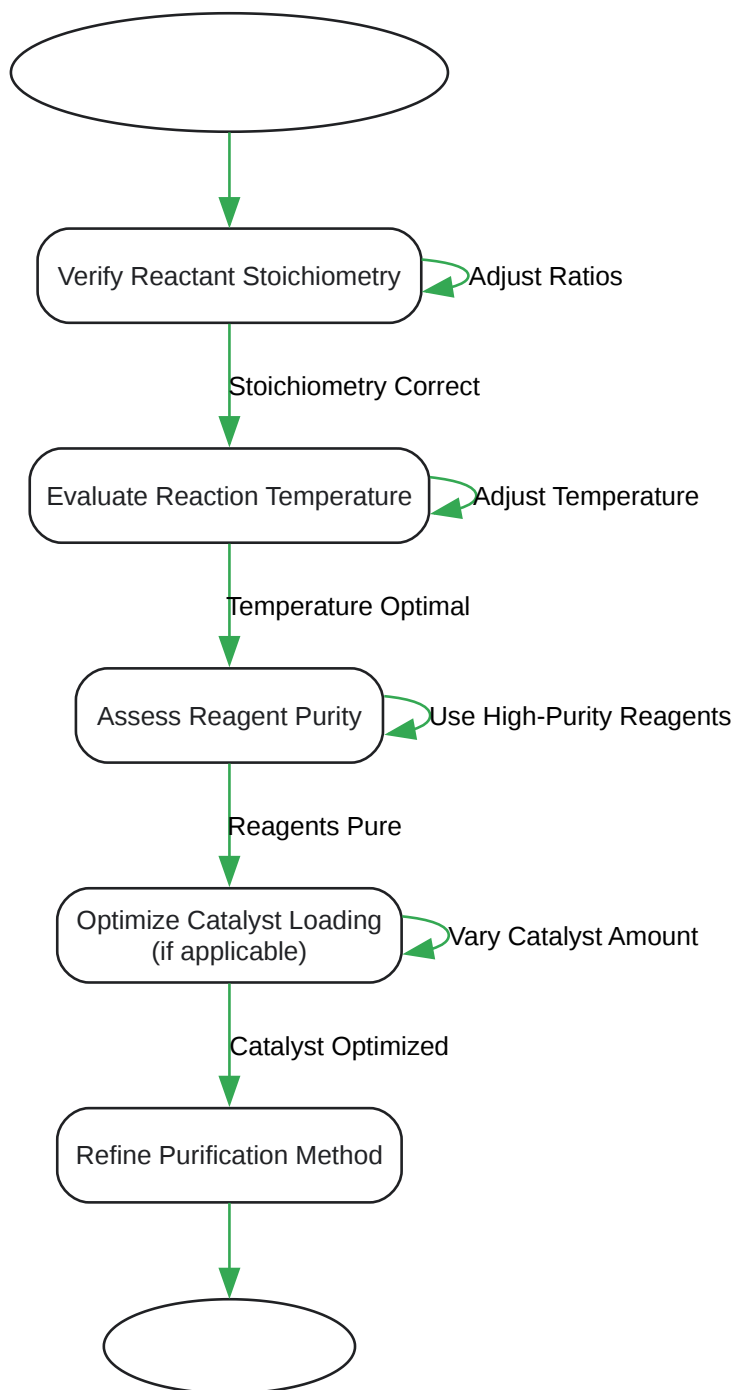 Verify Reactant Stoichiometry
Adjust Ratios
Stoichiometry Correct
Evaluate Reaction Temperature
Adjust Temperature
Temperature Optimal
Assess Reagent Purity
Use High-Purity Reagents
Reagents Pure
Optimize Catalyst Loading
(if applicable)
Vary Catalyst Amount
Catalyst Optimized
Refine Purification Method